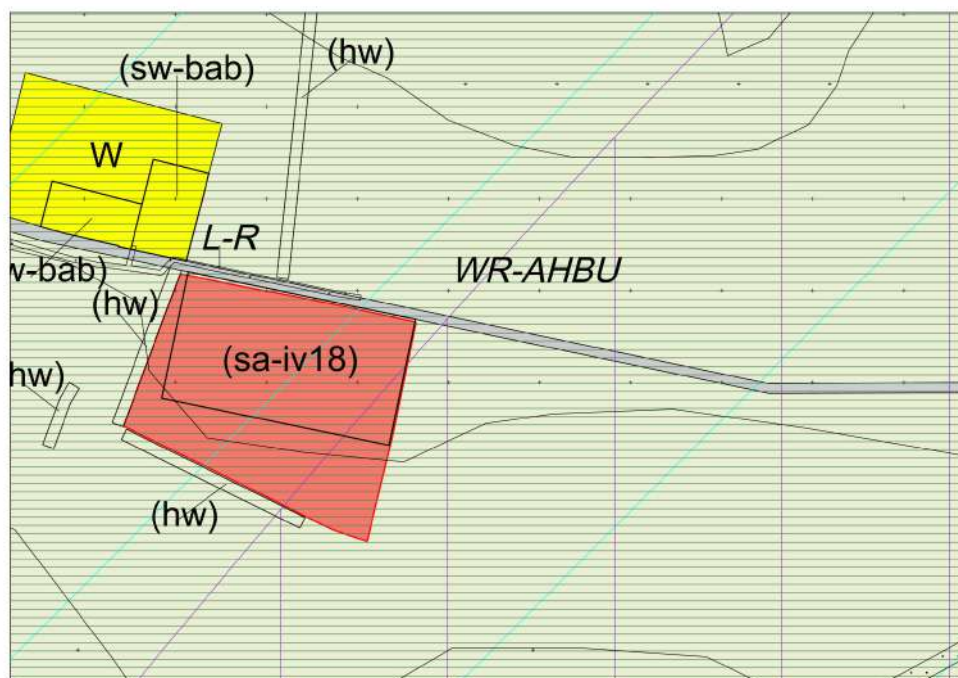 (hw)
(sw-bab)
W
L-R
w-bab)
WR-AHBU
(hw)
(sa-iv18)
hw)
(hw)